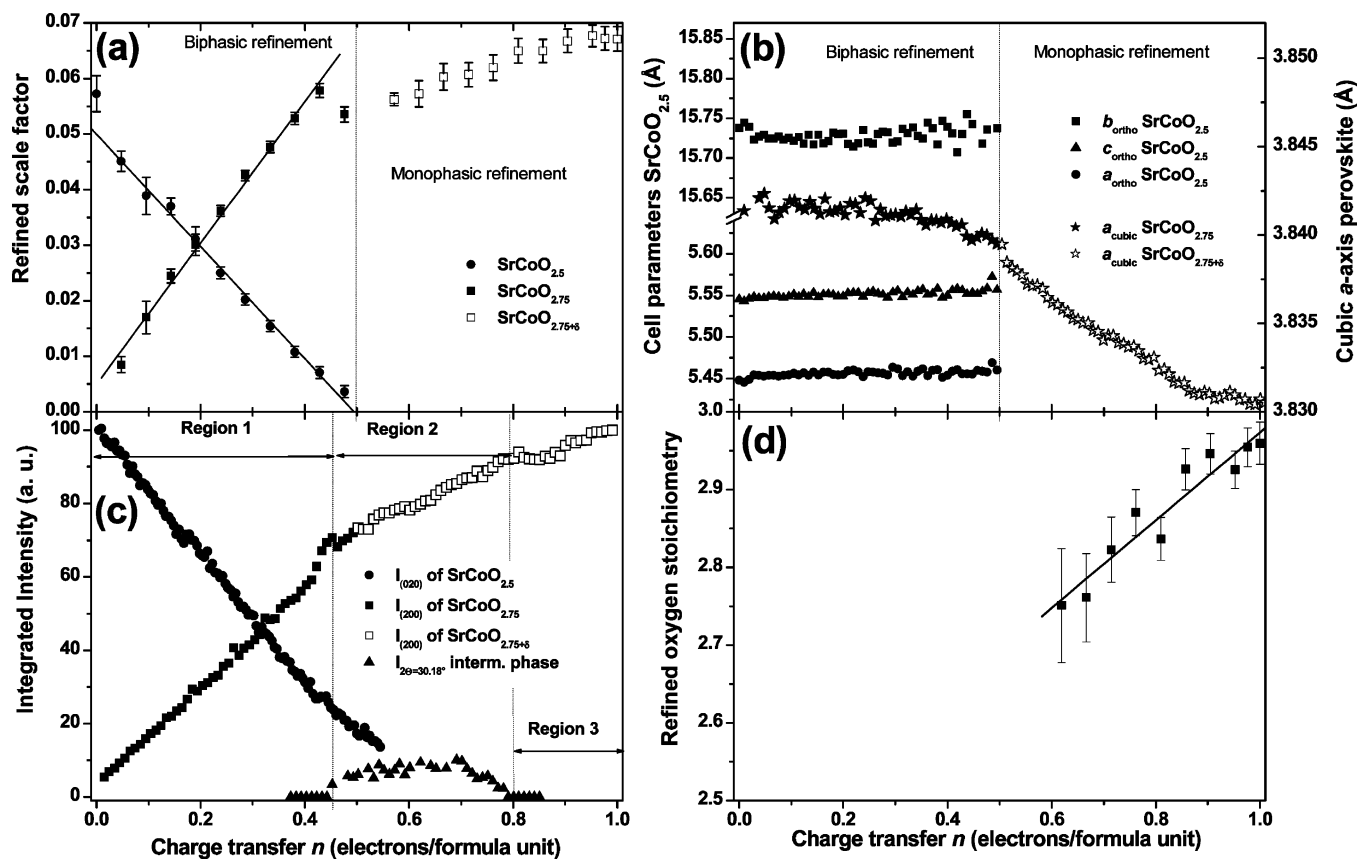 (a)
Biphasic refinement
Monophasic refinement
SrCoO2.5
SrCoO2.75
SrCoO2.75+δ
Refined scale factor
0.07
0.06
0.05
0.04
0.03
0.02
0.01
0.00
(b)
Biphasic refinement
Monophasic refinement
bortho SrCoO2.5
cortho SrCoO2.5
aortho SrCoO2.5
acubic SrCoO2.75
acubic SrCoO2.75+δ
Cell parameters SrCoO2.5 (Å)
15.85
15.80
15.75
15.70
15.65
5.60
5.55
5.50
5.45
3.0
Cubic a-axis perovskite (Å)
3.850
3.845
3.840
3.835
3.830
(c)
Region 1
Region 2
Region 3
I(020) of SrCoO2.5
I(200) of SrCoO2.75
I(200) of SrCoO2.75+δ
I2Θ=30.18° interm. phase
Integrated Intensity (a. u.)
100
80
60
40
20
0
0.0 0.2 0.4 0.6 0.8 1.0
Charge transfer n (electrons/formula unit)
(d)
Refined oxygen stoichiometry
2.9
2.8
2.7
2.6
2.5
0.0 0.2 0.4 0.6 0.8 1.0
Charge transfer n (electrons/formula unit)